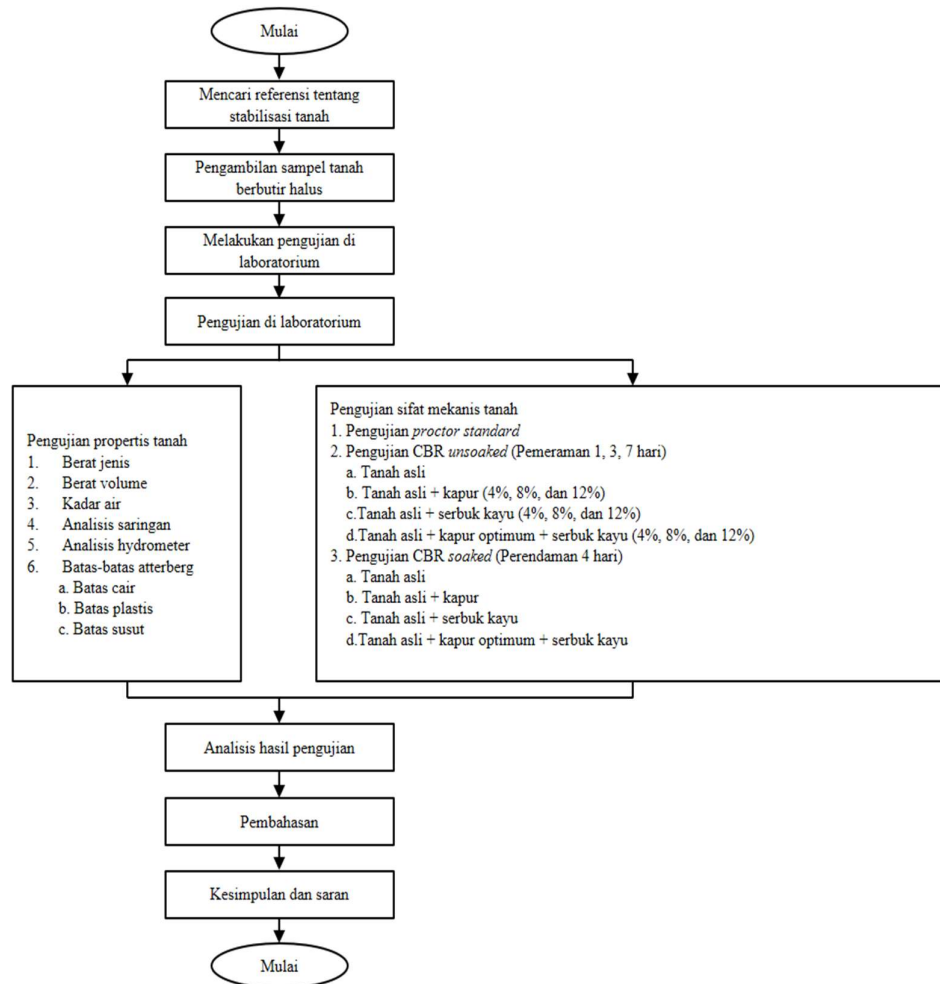 Mulai
Mencari referensi tentang
stabilisasi tanah
Pengambilan sampel tanah
berbutir halus
Melakukan pengujian di
laboratorium
Pengujian di laboratorium
Pengujian propertis tanah
1. Berat jenis
2. Berat volume
3. Kadar air
4. Analisis saringan
5. Analisis hydrometer
6. Batas-batas atterberg
a. Batas cair
b. Batas plastis
c. Batas susut
Pengujian sifat mekanis tanah
1. Pengujian proctor standard
2. Pengujian CBR unsoaked (Pemeraman 1, 3, 7 hari)
a. Tanah asli
b. Tanah asli + kapur (4%, 8%, dan 12%)
c.Tanah asli + serbuk kayu (4%, 8%, dan 12%)
d.Tanah asli + kapur optimum + serbuk kayu (4%, 8%, dan 12%)
3. Pengujian CBR soaked (Perendaman 4 hari)
a. Tanah asli
b. Tanah asli + kapur
c. Tanah asli + serbuk kayu
d.Tanah asli + kapur optimum + serbuk kayu
Analisis hasil pengujian
Pembahasan
Kesimpulan dan saran
Mulai